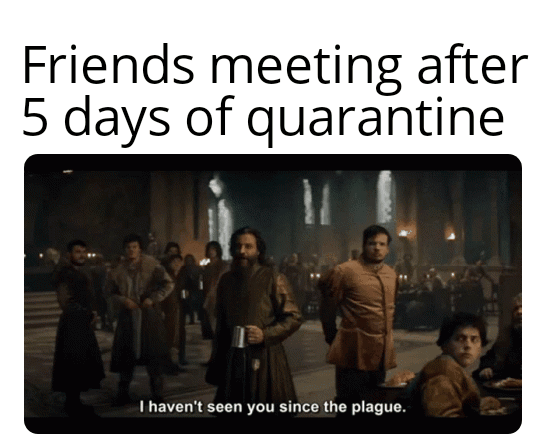 Friends meeting after
5 days of quarantine
I haven't seen you since the plague.